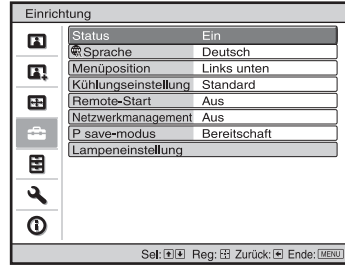 Einrichtung
Status Ein
Sprache Deutsch
Menüposition Links unten
Kühlungseinstellung Standard
Remote-Start Aus
Netzwerkmanagement Aus
P save-modus Bereitschaft
Lampeneinstellung
Sel: Reg: Zurück: Ende: MENU